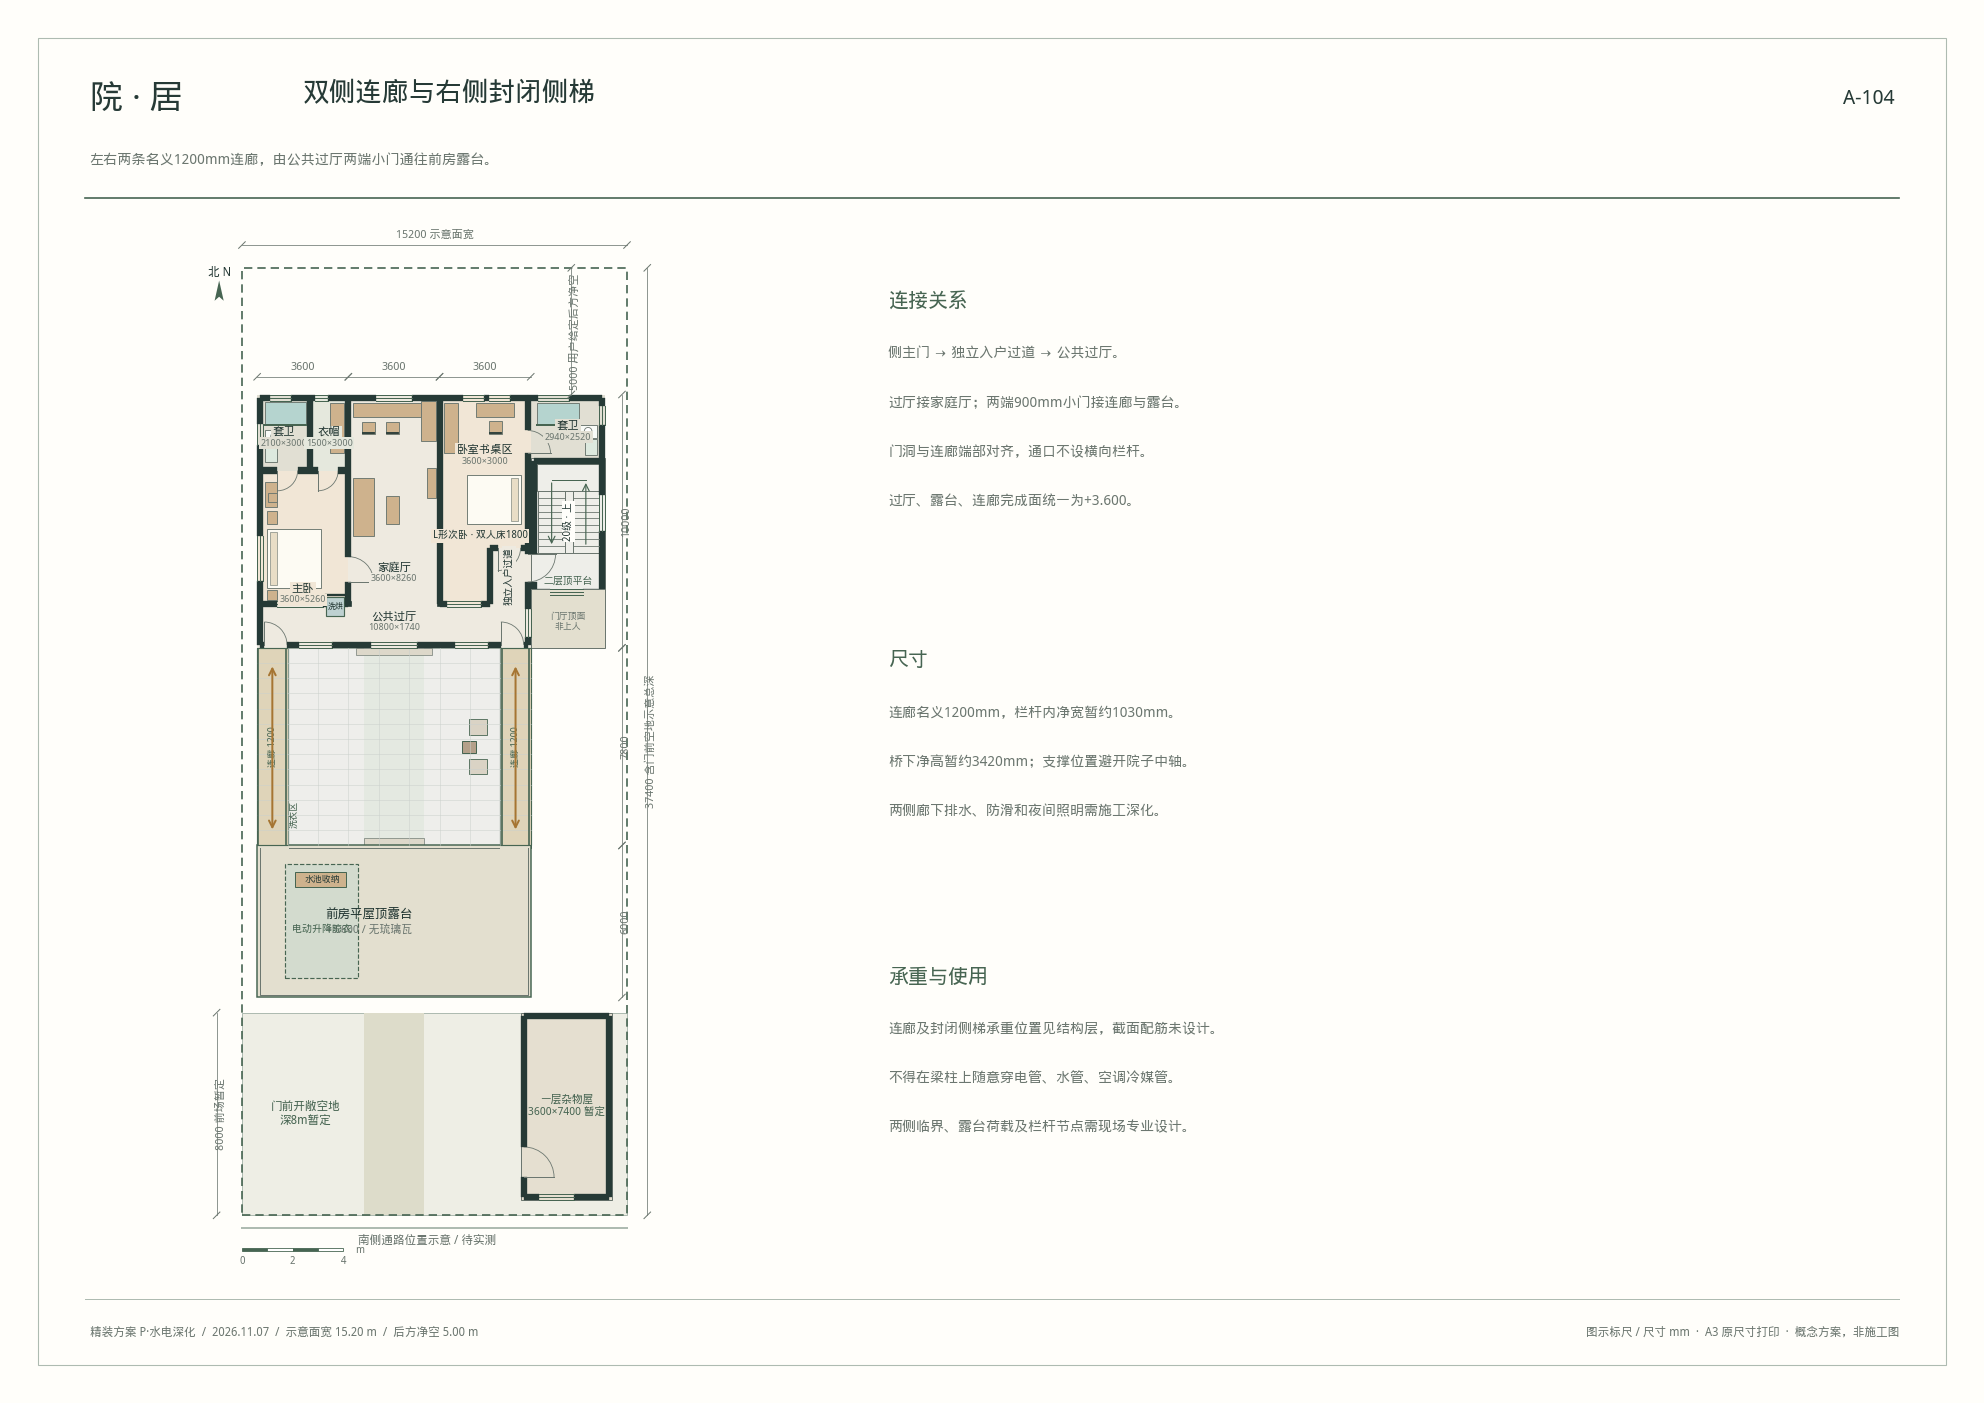 院 · 居
双侧连廊与右侧封闭侧梯
A-104
左右两条名义1200mm连廊，由公共过厅两端小门通往前房露台。
15200 示意面宽
北 N
5000 用户给定后方净空
3600
3600
3600
套卫
2100×3000
衣帽
1500×3000
卧室书桌区
3600×3000
套卫
2940×2520
20级 · 上
10000
L形次卧 · 双人床1800
独立入户过道
家庭厅
3600×8260
二层顶平台
主卧
3600×5260
洗烘
公共过厅
10800×1740
门厅顶面
非上人
连廊 1200
连廊 1200
洗衣区
7800
37400 含门前空地示意总深
水池收纳
前房平屋顶露台
电动升降晾衣
/ 无琉璃瓦
6000
8000 前场暂定
门前开敞空地
深8m暂定
一层杂物屋
3600×7400 暂定
南侧通路位置示意 / 待实测
m
0 2 4
连接关系
侧主门 → 独立入户过道 → 公共过厅。
过厅接家庭厅；两端900mm小门接连廊与露台。
门洞与连廊端部对齐，通口不设横向栏杆。
过厅、露台、连廊完成面统一为+3.600。
尺寸
连廊名义1200mm，栏杆内净宽暂约1030mm。
桥下净高暂约3420mm；支撑位置避开院子中轴。
两侧廊下排水、防滑和夜间照明需施工深化。
承重与使用
连廊及封闭侧梯承重位置见结构层，截面配筋未设计。
不得在梁柱上随意穿电管、水管、空调冷媒管。
两侧临界、露台荷载及栏杆节点需现场专业设计。
精装方案 P·水电深化 / 2026.11.07 / 示意面宽 15.20 m / 后方净空 5.00 m
图示标尺 / 尺寸 mm · A3 原尺寸打印 · 概念方案，非施工图